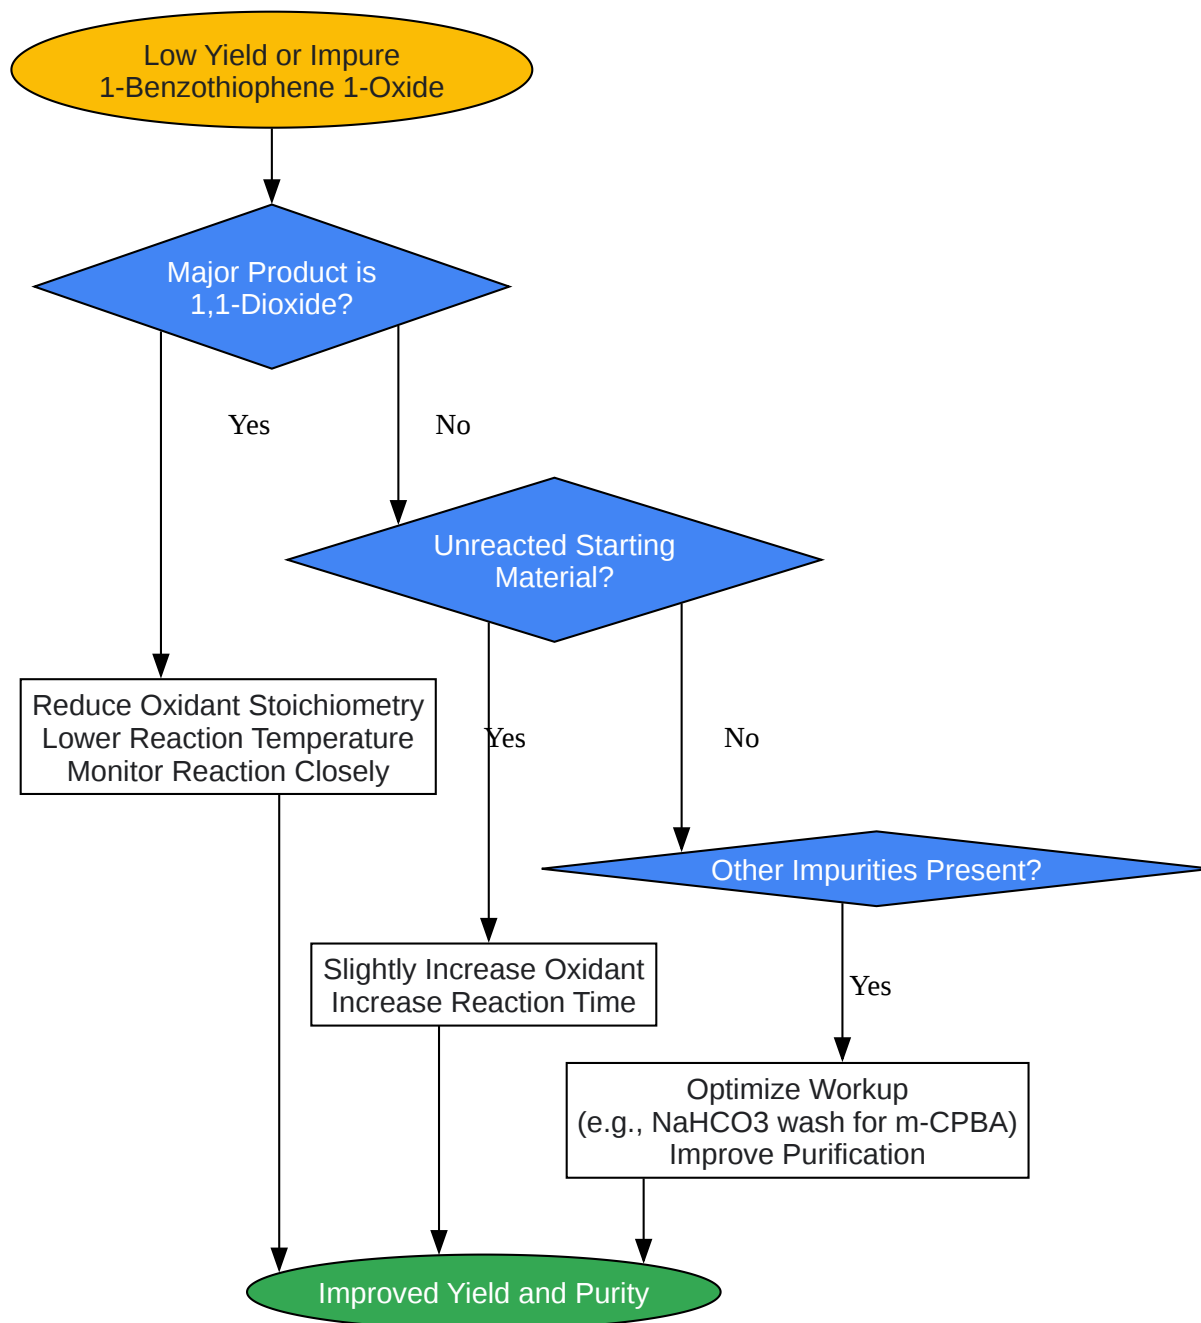 Low Yield or Impure
1-Benzothiophene 1-Oxide
Major Product is
1,1-Dioxide?
Yes
No
Unreacted Starting
Material?
Reduce Oxidant Stoichiometry
Lower Reaction Temperature
Monitor Reaction Closely
Yes
No
Other Impurities Present?
Slightly Increase Oxidant
Increase Reaction Time
Yes
Optimize Workup
(e.g., NaHCO3 wash for m-CPBA)
Improve Purification
Improved Yield and Purity